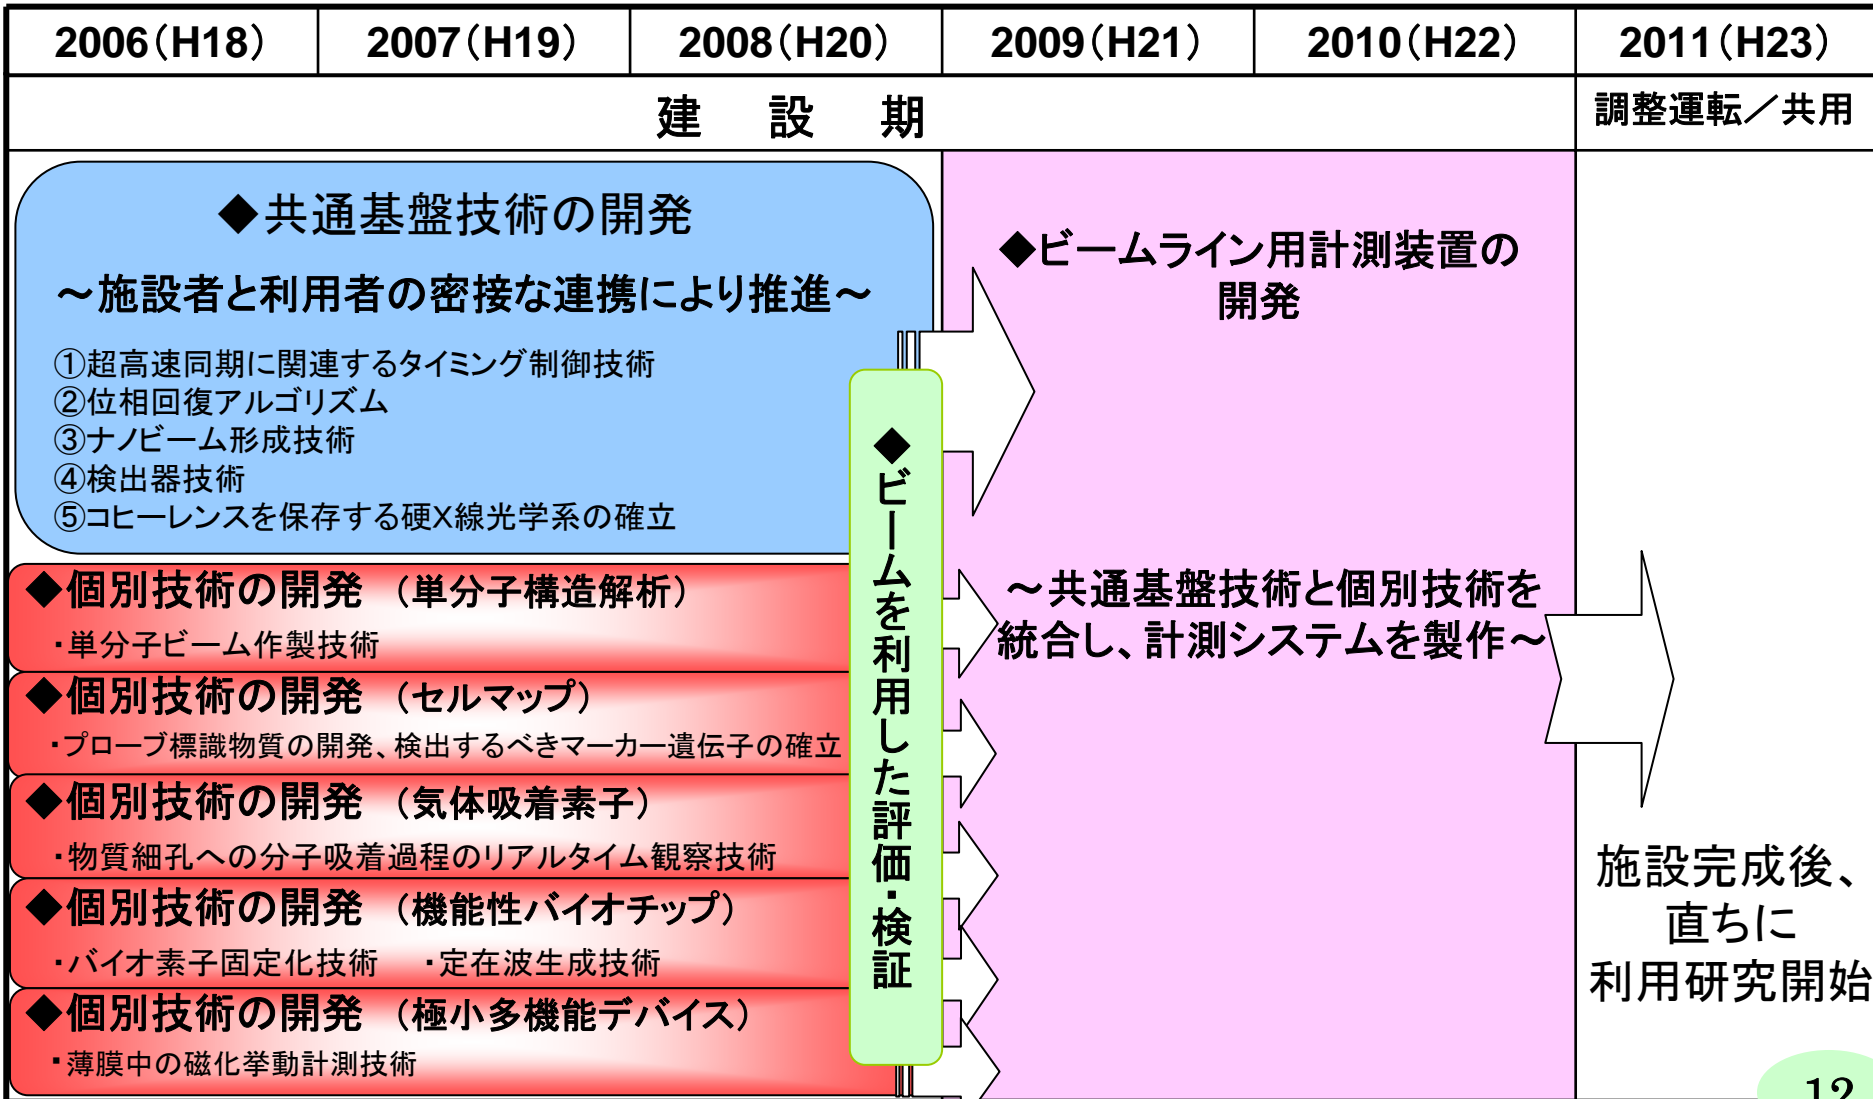 2006(H18) 2007(H19) 2008(H20) 2009(H21) 2010(H22) 2011(H23)
建 設 期
調整運転／共用
◆共通基盤技術の開発
～施設者と利用者の密接な連携により推進～
①超高速同期に関連するタイミング制御技術
②位相回復アルゴリズム
③ナノビーム形成技術
④検出器技術
⑤コヒーレンスを保存する硬X線光学系の確立
◆個別技術の開発 （単分子構造解析）
・単分子ビーム作製技術
◆個別技術の開発 （セルマップ）
・プローブ標識物質の開発、検出するべきマーカー遺伝子の確立
◆個別技術の開発 （気体吸着素子）
・物質細孔への分子吸着過程のリアルタイム観察技術
◆個別技術の開発 （機能性バイオチップ）
・バイオ素子固定化技術 ・定在波生成技術
◆個別技術の開発 （極小多機能デバイス）
・薄膜中の磁化挙動計測技術
◆ビームを利用した評価・検証
◆ビームライン用計測装置の
開発
～共通基盤技術と個別技術を
統合し、計測システムを製作～
施設完成後、
直ちに
利用研究開始
12